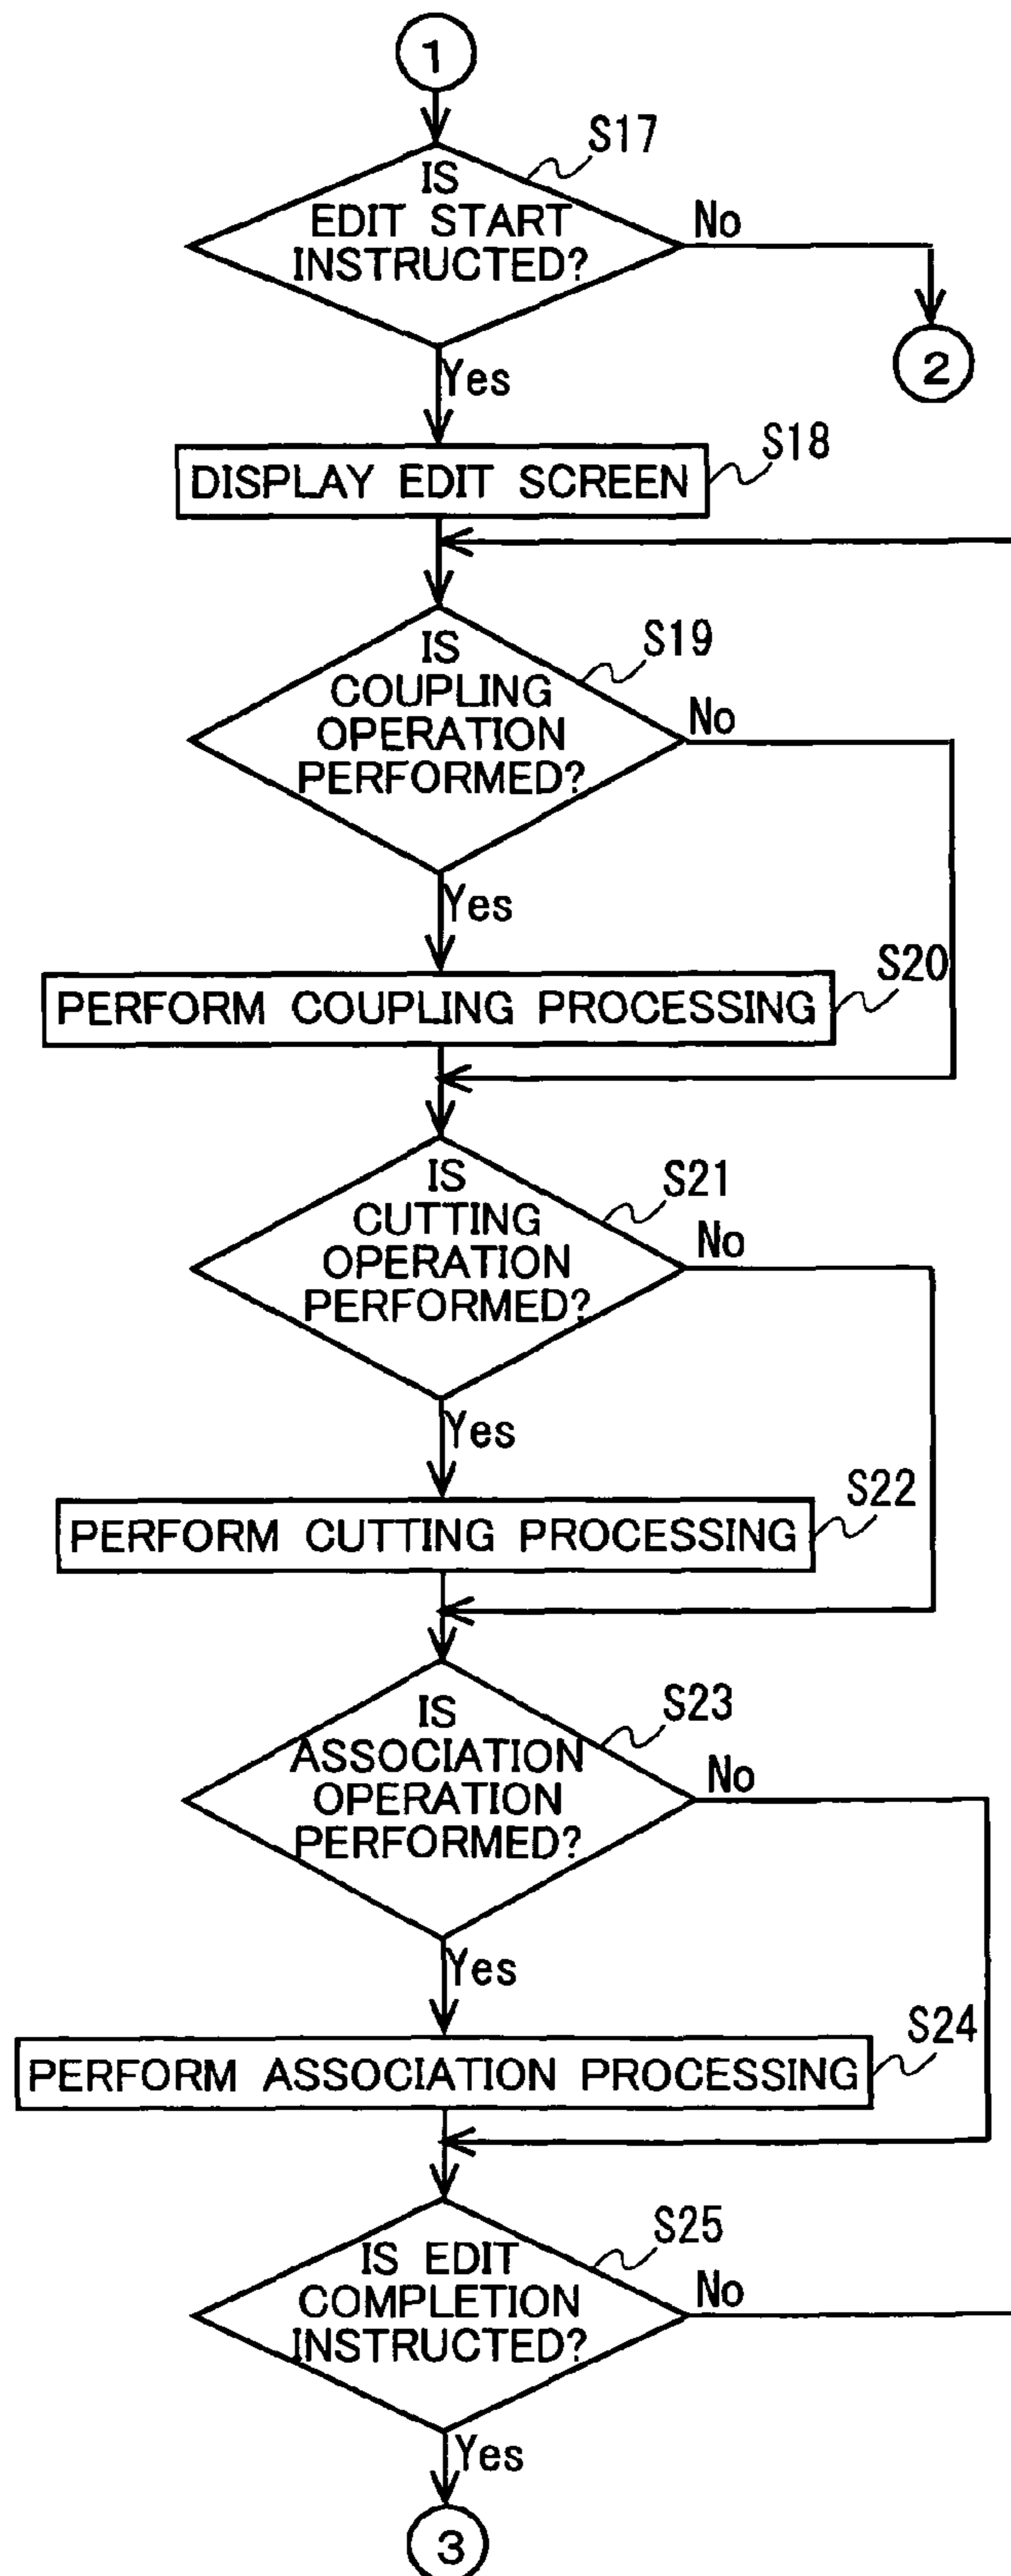 1
S17
IS
EDIT START
INSTRUCTED?
No
2
Yes
S18
DISPLAY EDIT SCREEN
S19
IS
COUPLING
OPERATION
PERFORMED?
No
Yes
S20
PERFORM COUPLING PROCESSING
S21
IS
CUTTING
OPERATION
PERFORMED?
No
Yes
S22
PERFORM CUTTING PROCESSING
S23
IS
ASSOCIATION
OPERATION
PERFORMED?
No
Yes
S24
PERFORM ASSOCIATION PROCESSING
S25
IS EDIT
COMPLETION
INSTRUCTED?
No
Yes
3